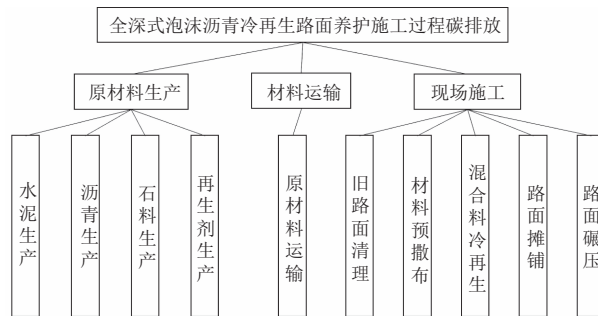 全深式泡沫沥青冷再生路面养护施工过程碳排放
原材料生产
材料运输
现场施工
水泥生产
沥青生产
石料生产
再生剂生产
原材料运输
旧路面清理
材料预撒布
混合料冷再生
路面摊铺
路面碾压